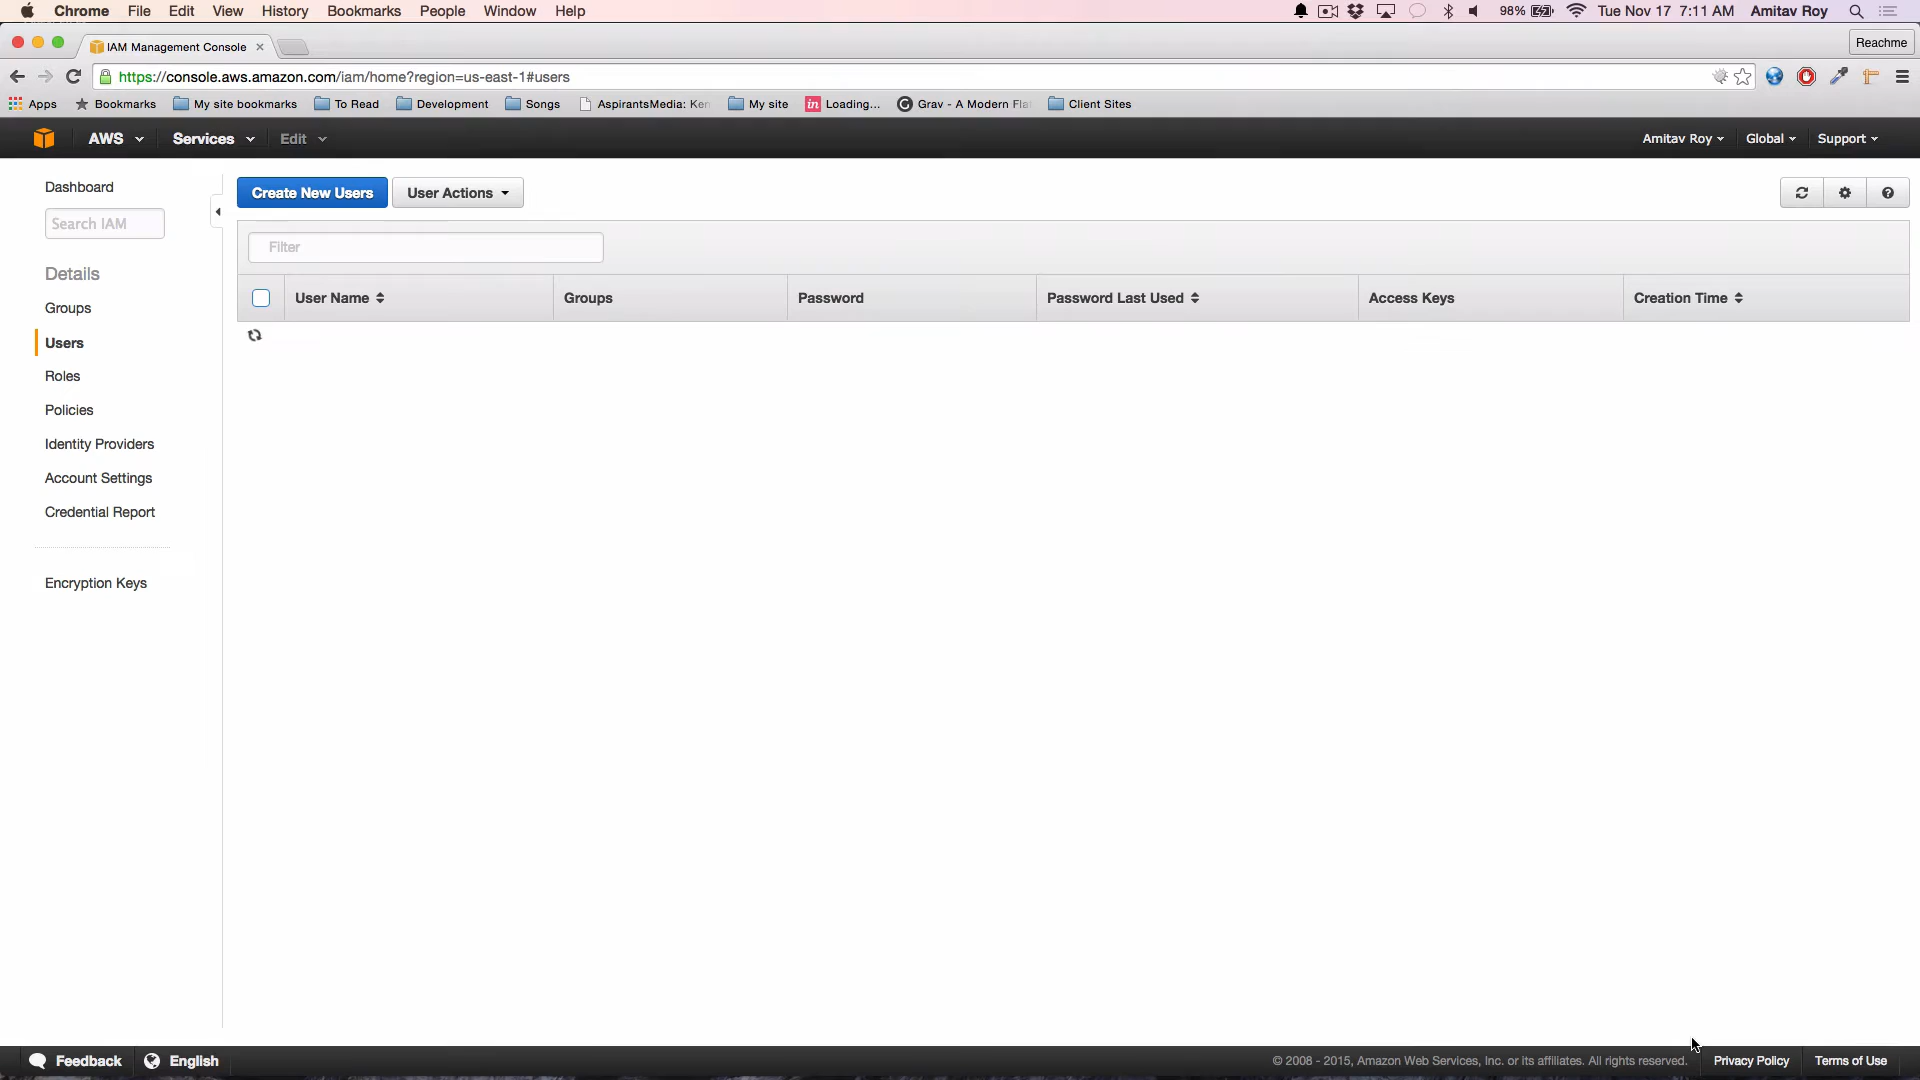 Chrome File Edit View History Bookmarks People Window Help 98% Tue Nov 17 7:11 AM Amitav Roy
IAM Management Console Reachme
https://console.aws.amazon.com/iam/home?region=us-east-1#users
Apps Bookmarks My site bookmarks To Read Development Songs AspirantsMedia: Ken My site in Loading... Grav - A Modern Fla Client Sites
AWS Services Edit Amitav Roy Global Support
Dashboard
Search IAM
Details
Groups
Users
Roles
Policies
Identity Providers
Account Settings
Credential Report
Encryption Keys
Create New Users User Actions
Filter
User Name Groups Password Password Last Used Access Keys Creation Time
Feedback English © 2008 - 2015, Amazon Web Services, Inc. or its affiliates. All rights reserved. Privacy Policy Terms of Use